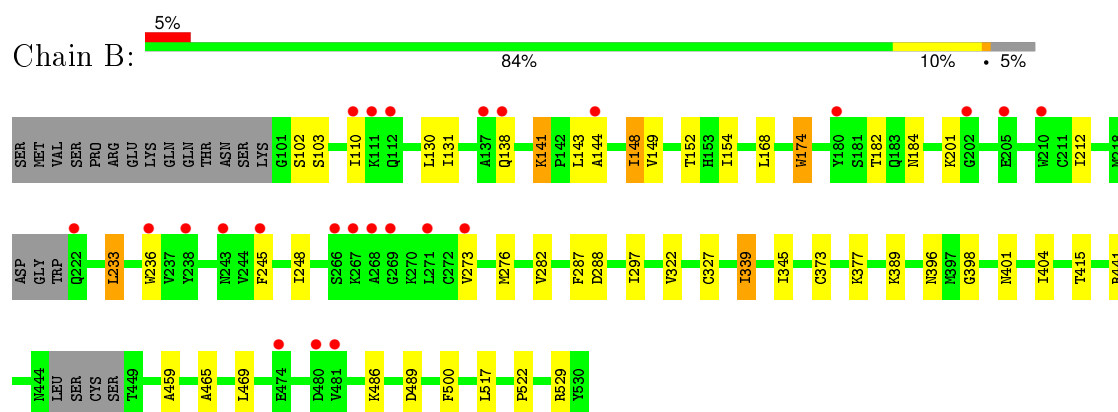 5%
Chain B:
84% 10% • 5%
SER MET VAL SER PRO ARG GLU LYS GLN GLN THR ASN SER LYS G101 S102 S103 I110 K111 Q112 L130 I131 A137 Q138 K141 P142 L143 A144 I148 V149 T152 H153 I154 L168 W174 Y180 S181 T182 Q183 N184 K201 G202 E205 W210 G211 I212 M218
ASP GLY TRP Q222 L233 W236 V237 Y238 N243 V244 F245 I248 S266 K267 A268 G269 K270 L271 C272 V273 M276 V282 F287 D288 I297 V322 C327 I339 I345 C373 K377 K389 N396 M397 G398 N401 I404 T415 R441
N444 LEU SER CYS SER T449 A459 A465 L469 E474 D480 V481 K486 D489 F500 L517 P522 R529 Y530